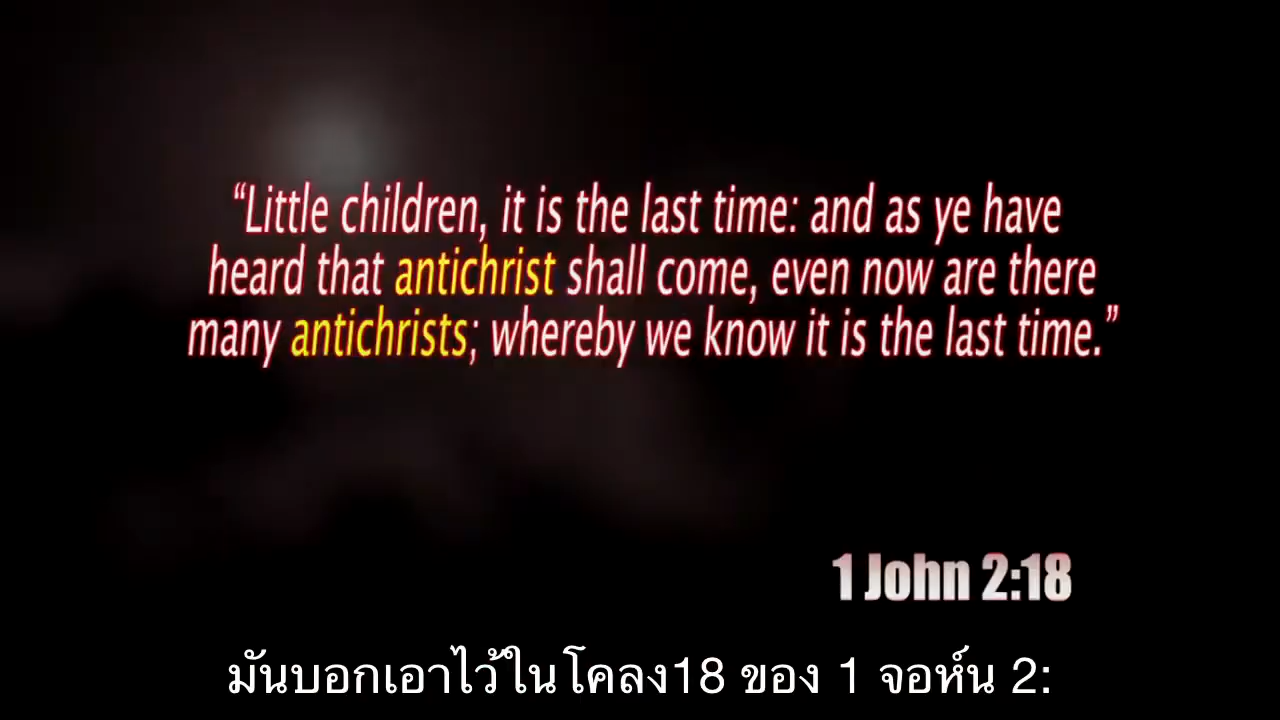 “Little children, it is the last time: and as ye have
heard that antichrist shall come, even now are there
many antichrists; whereby we know it is the last time.”
1 John 2:18
มันบอกเอาไว้ในโคลง18 ของ 1 จอห์น 2: